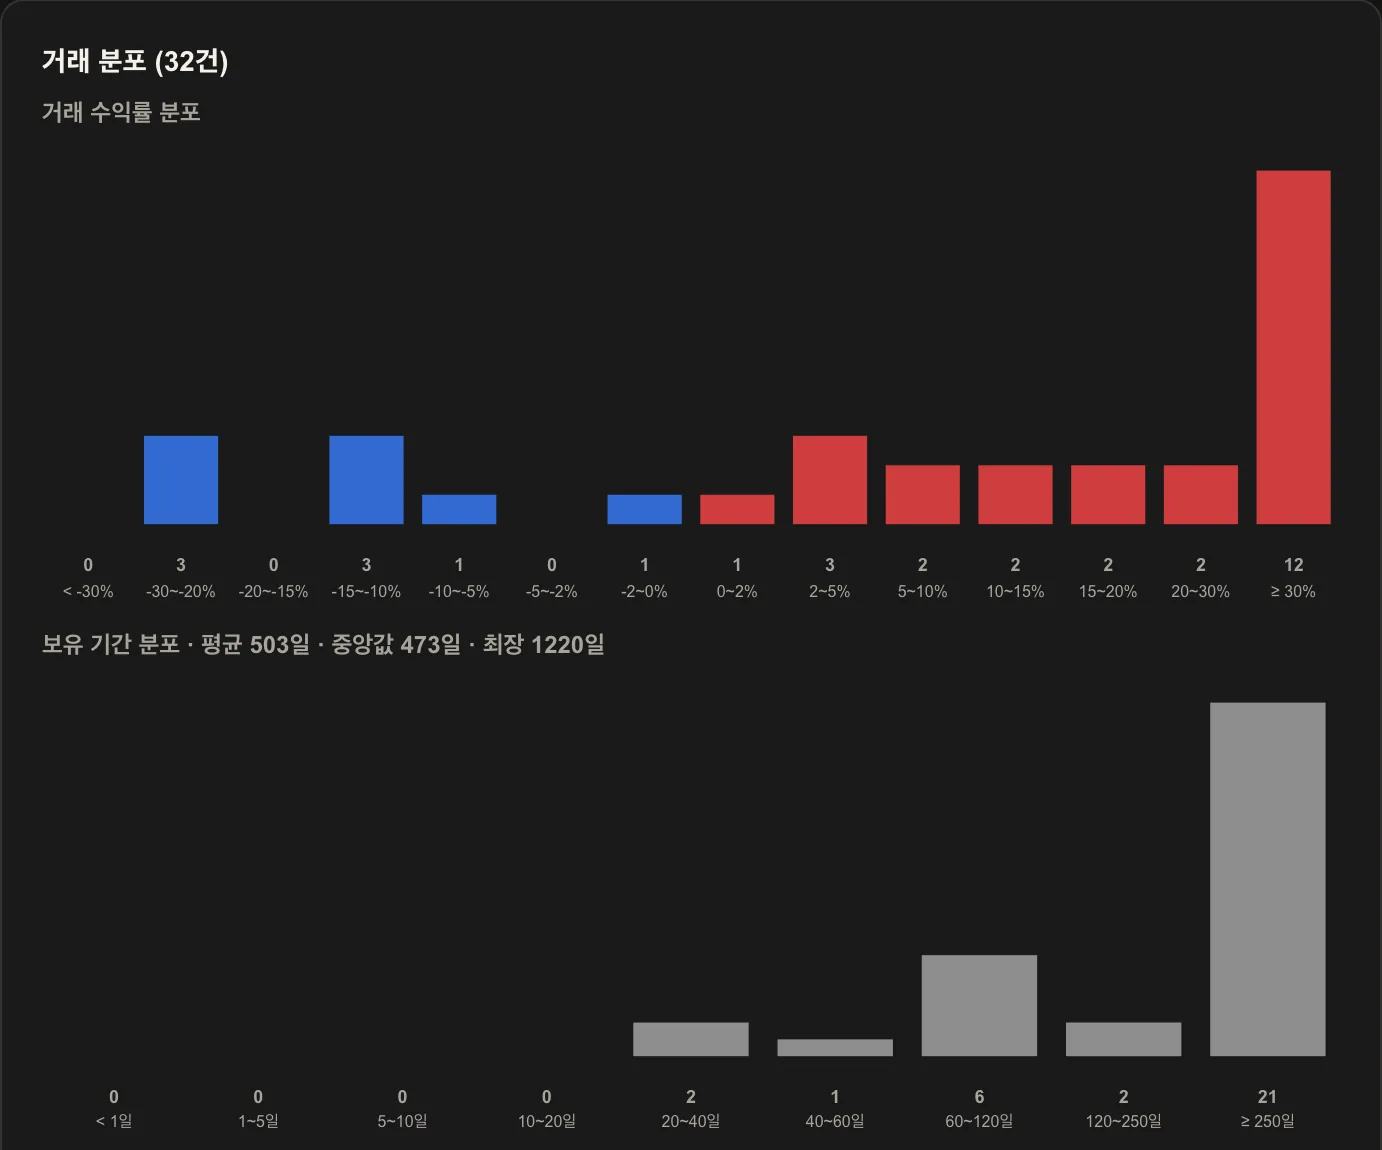 거래 분포 (32건)
거래 수익률 분포
0 3 0 3 1 0 1 1 3 2 2 2 2 12
< -30% -30~-20% -20~-15% -15~-10% -10~-5% -5~-2% -2~0% 0~2% 2~5% 5~10% 10~15% 15~20% 20~30% ≥ 30%
보유 기간 분포 · 평균 503일 · 중앙값 473일 · 최장 1220일
0 0 0 0 2 1 6 2 21
< 1일 1~5일 5~10일 10~20일 20~40일 40~60일 60~120일 120~250일 ≥ 250일